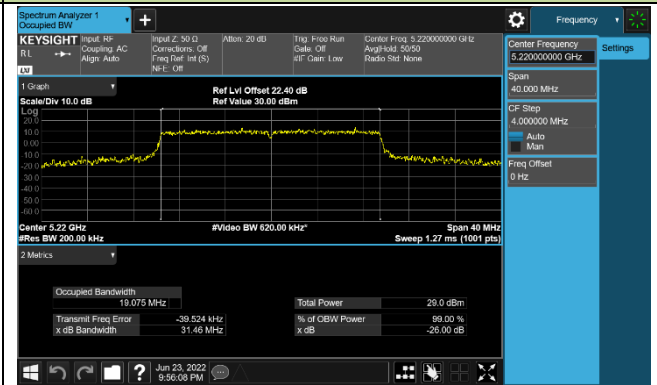 Spectrum Analyzer 1
Occupied BW
Frequency
KEYSIGHT
RL
LXI
Input: RF
Coupling: AC
Align: Auto
Input Z: 50 Ω
Corrections: Off
Freq Ref: Int (S)
NFE: Off
Atten: 20 dB
Trig: Free Run
Gate: Off
#IF Gain: Low
Center Freq: 5.220000000 GHz
Avg|Hold: 50/50
Radio Std: None
Center Frequency
5.220000000 GHz
Settings
Span
40.000 MHz
CF Step
4.000000 MHz
Auto
Man
Freq Offset
0 Hz
1 Graph
Scale/Div 10.0 dB
Ref Lvl Offset 22.40 dB
Ref Value 30.00 dBm
Log
20.0
10.0
0.00
-10.0
-20.0
-30.0
-40.0
-50.0
-60.0
Center 5.22 GHz
#Video BW 620.00 kHz*
Span 40 MHz
#Res BW 200.00 kHz
Sweep 1.27 ms (1001 pts)
2 Metrics
Occupied Bandwidth
19.075 MHz
Total Power 29.0 dBm
Transmit Freq Error -39.524 kHz
% of OBW Power 99.00 %
x dB Bandwidth 31.46 MHz
x dB -26.00 dB
Jun 23, 2022
9:56:08 PM